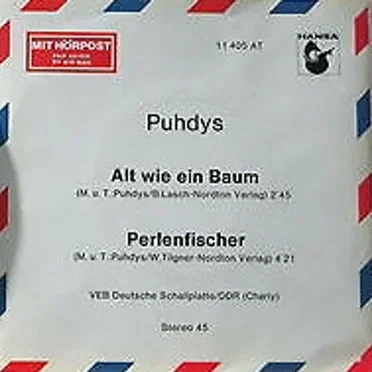 MIT HÖRPOST
11 405 AT
HANSA
Puhdys
Alt wie ein Baum
(M. u. T.: Puhdys/B.Lasch-Nordton Verlag) 2'45
Perlenfischer
(M. u. T.: Puhdys/W.Tilgner-Nordton Verlag) 4'21
VEB Deutsche Schallplatte/DDR (Cherly)
Stereo 45